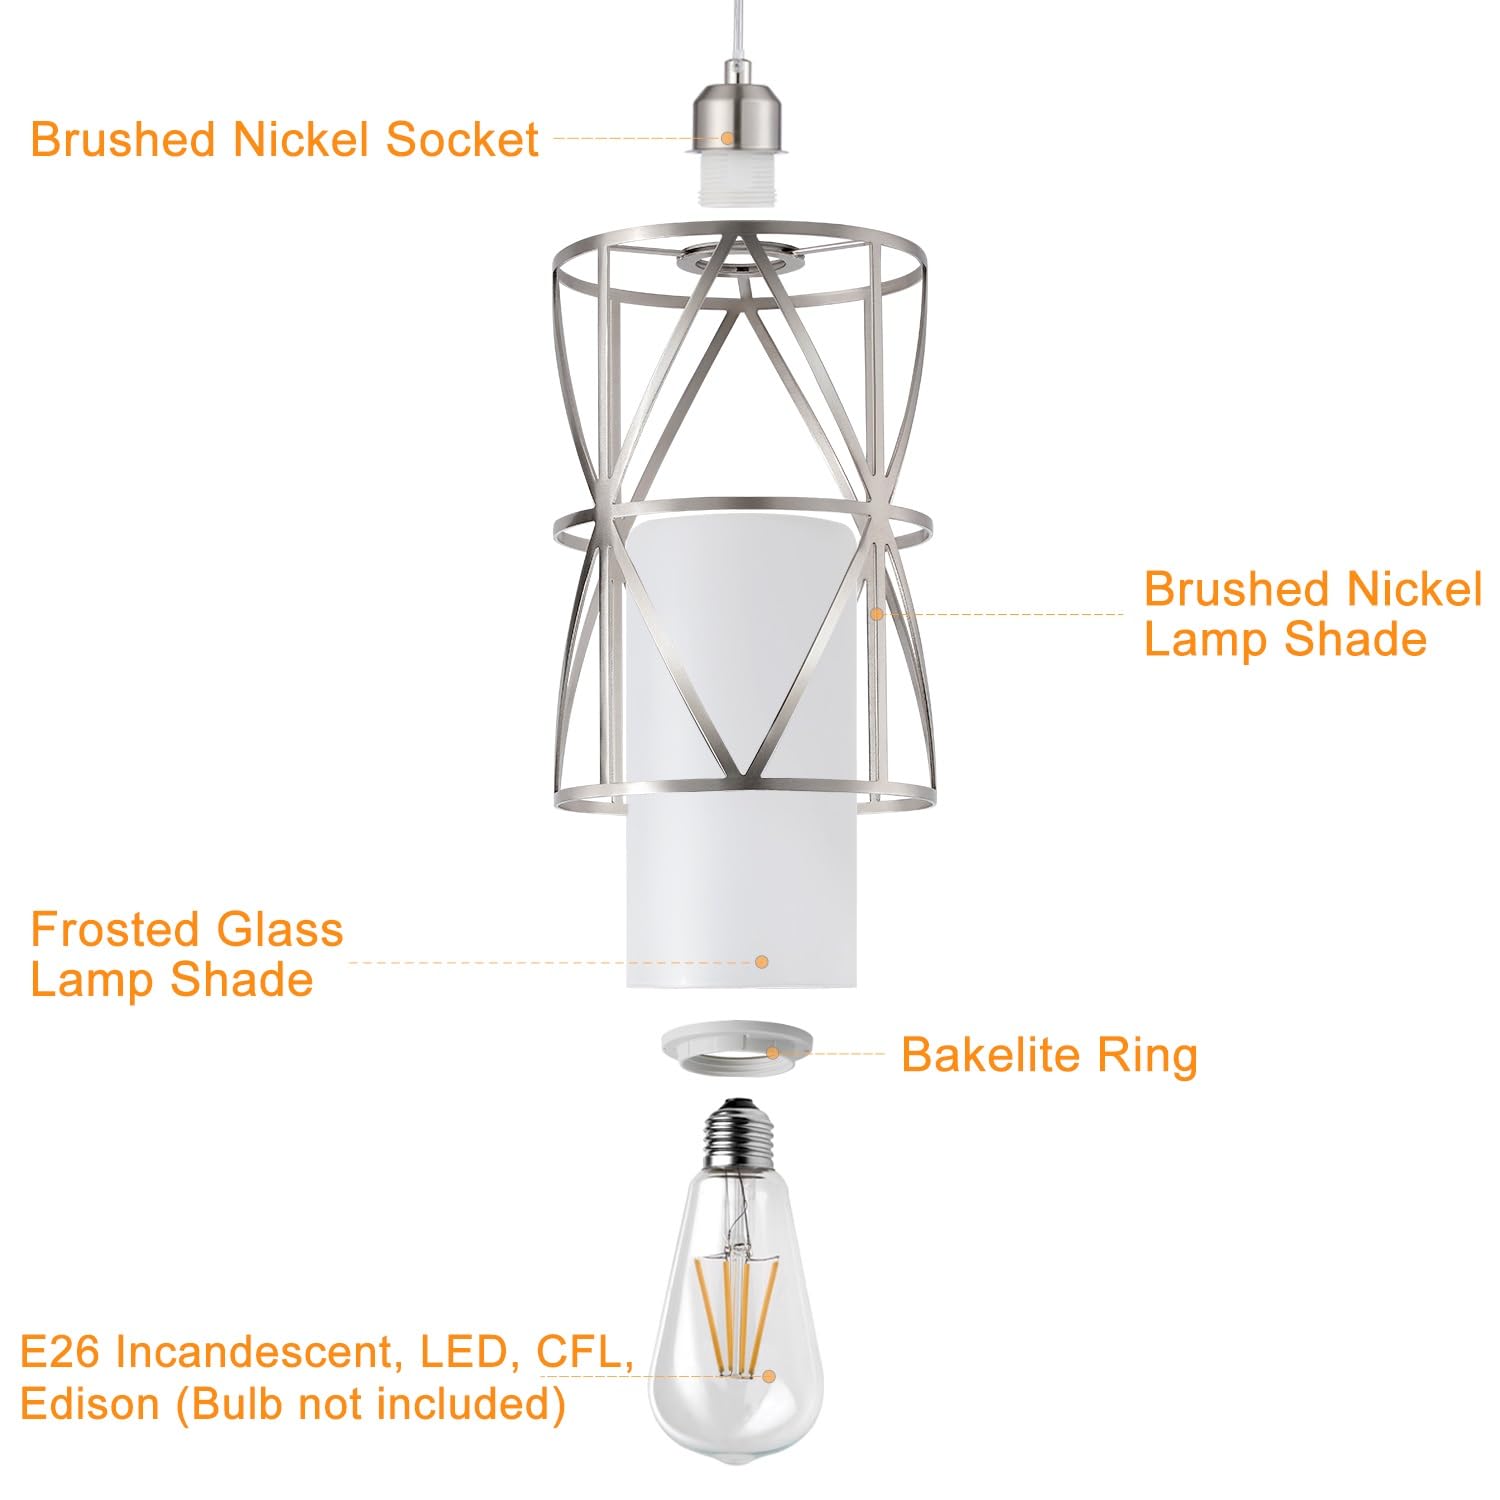 Brushed Nickel Socket
Brushed Nickel
Lamp Shade
Frosted Glass
Lamp Shade
Bakelite Ring
E26 Incandescent, LED, CFL,
Edison (Bulb not included)